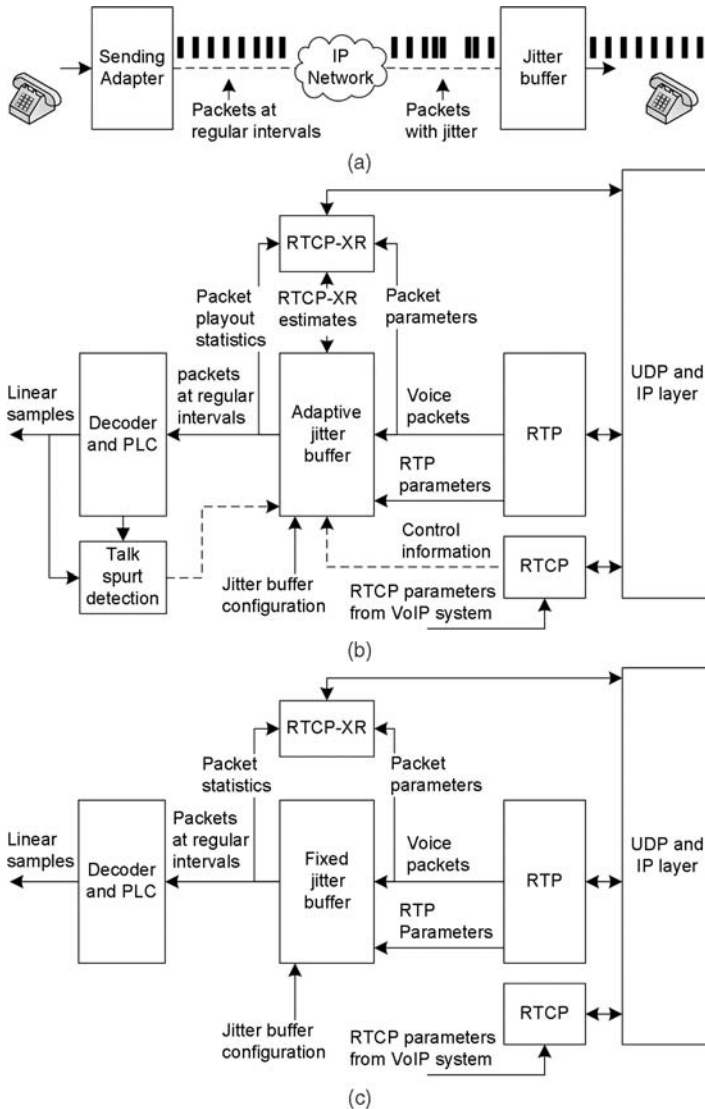 Sending
Adapter
IP
Network
Jitter
buffer
Packets at
regular intervals
Packets
with jitter
(a)
RTCP-XR
Packet
playout
statistics
RTCP-XR
estimates
Packet
parameters
UDP and
IP layer
Linear
samples
Decoder
and PLC
packets
at regular
intervals
Adaptive
jitter
buffer
Voice
packets
RTP
RTP
parameters
Talk
spurt
detection
Control
information
RTCP
Jitter buffer
configuration
RTCP parameters
from VoIP system
(b)
RTCP-XR
Packet
statistics
Packet
parameters
UDP and
IP layer
Linear
samples
Decoder
and PLC
Packets
at regular
intervals
Fixed
jitter
buffer
Voice
packets
RTP
RTP
Parameters
RTCP
Jitter buffer
configuration
RTCP parameters
from VoIP system
(c)